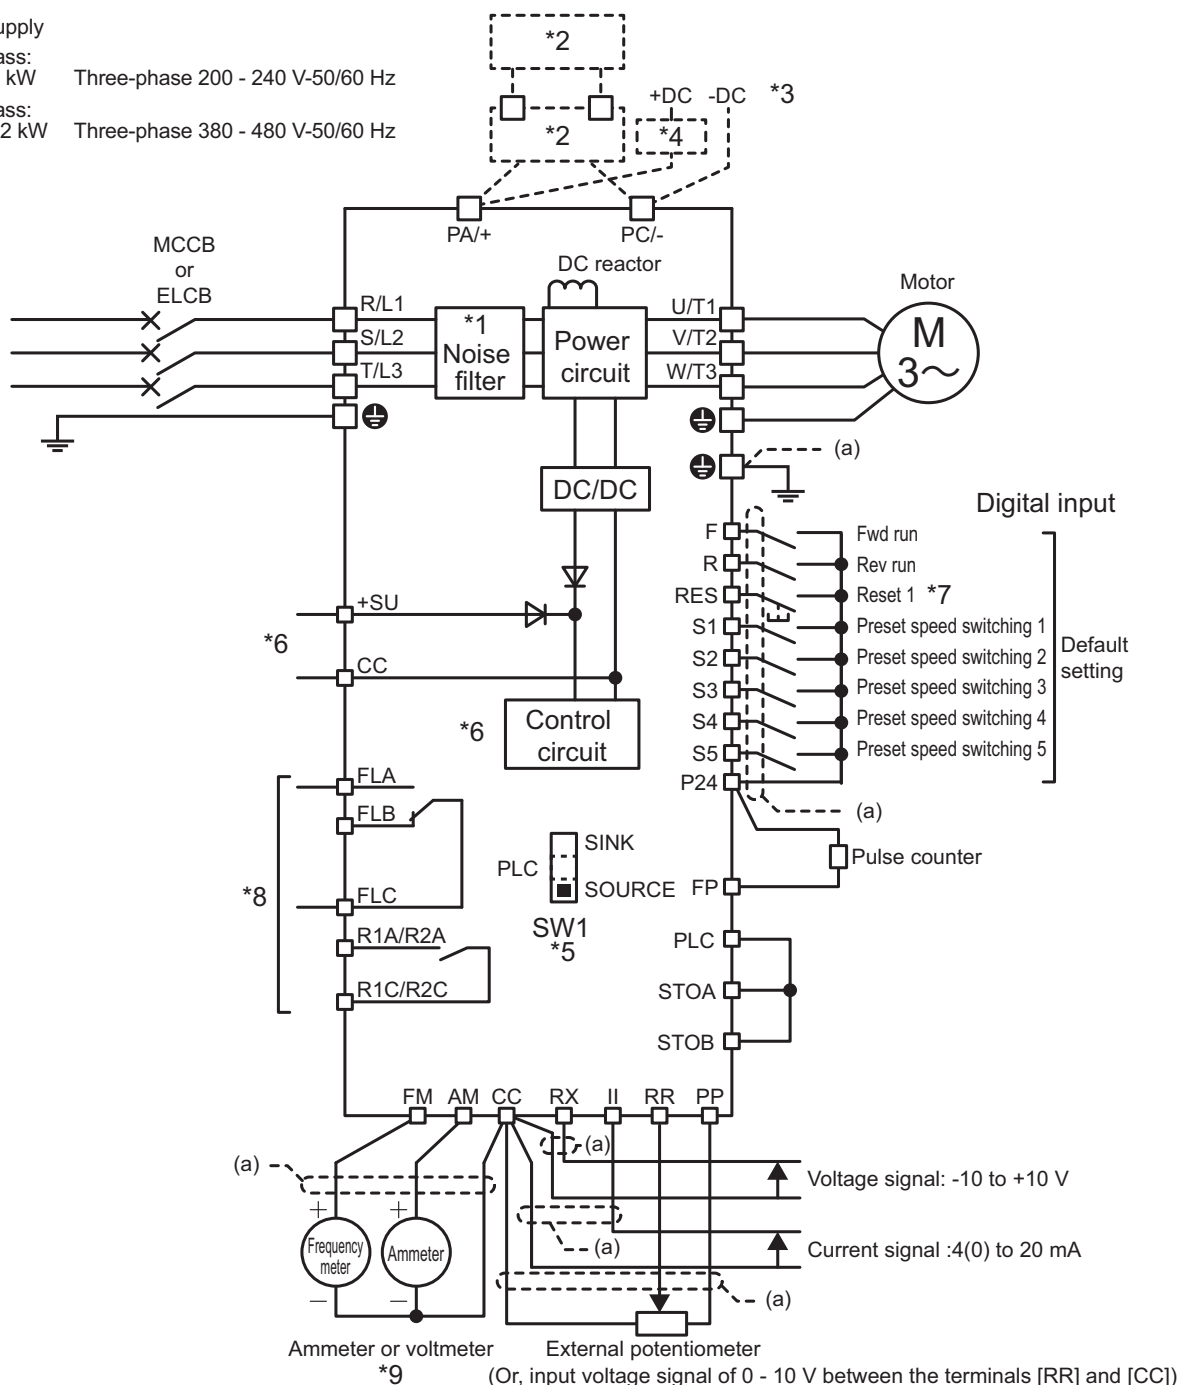 upply
ass:
kW Three-phase 200 - 240 V-50/60 Hz
ass:
2 kW Three-phase 380 - 480 V-50/60 Hz
*2
*2
+DC -DC *3
*4
PA/+ PC/-
MCCB
or
ELCB
DC reactor
Motor
R/L1
S/L2
T/L3
*1
Noise
filter
Power
circuit
U/T1
V/T2
W/T3
M
3～
(a)
DC/DC
Digital input
F Fwd run
R Rev run
RES Reset 1 *7
S1 Preset speed switching 1
S2 Preset speed switching 2
S3 Preset speed switching 3
S4 Preset speed switching 4
S5 Preset speed switching 5
P24
Default
setting
(a)
+SU
*6
CC
*6
Control
circuit
FLA
FLB
*8
FLC
R1A/R2A
R1C/R2C
SINK
PLC
SOURCE
SW1
*5
Pulse counter
FP
PLC
STOA
STOB
FM AM CC RX II RR PP
(a)
(a)
Voltage signal: -10 to +10 V
+ +
Frequency
meter
Ammeter
- -
(a)
Current signal :4(0) to 20 mA
(a)
Ammeter or voltmeter
*9
External potentiometer
(Or, input voltage signal of 0 - 10 V between the terminals [RR] and [CC])